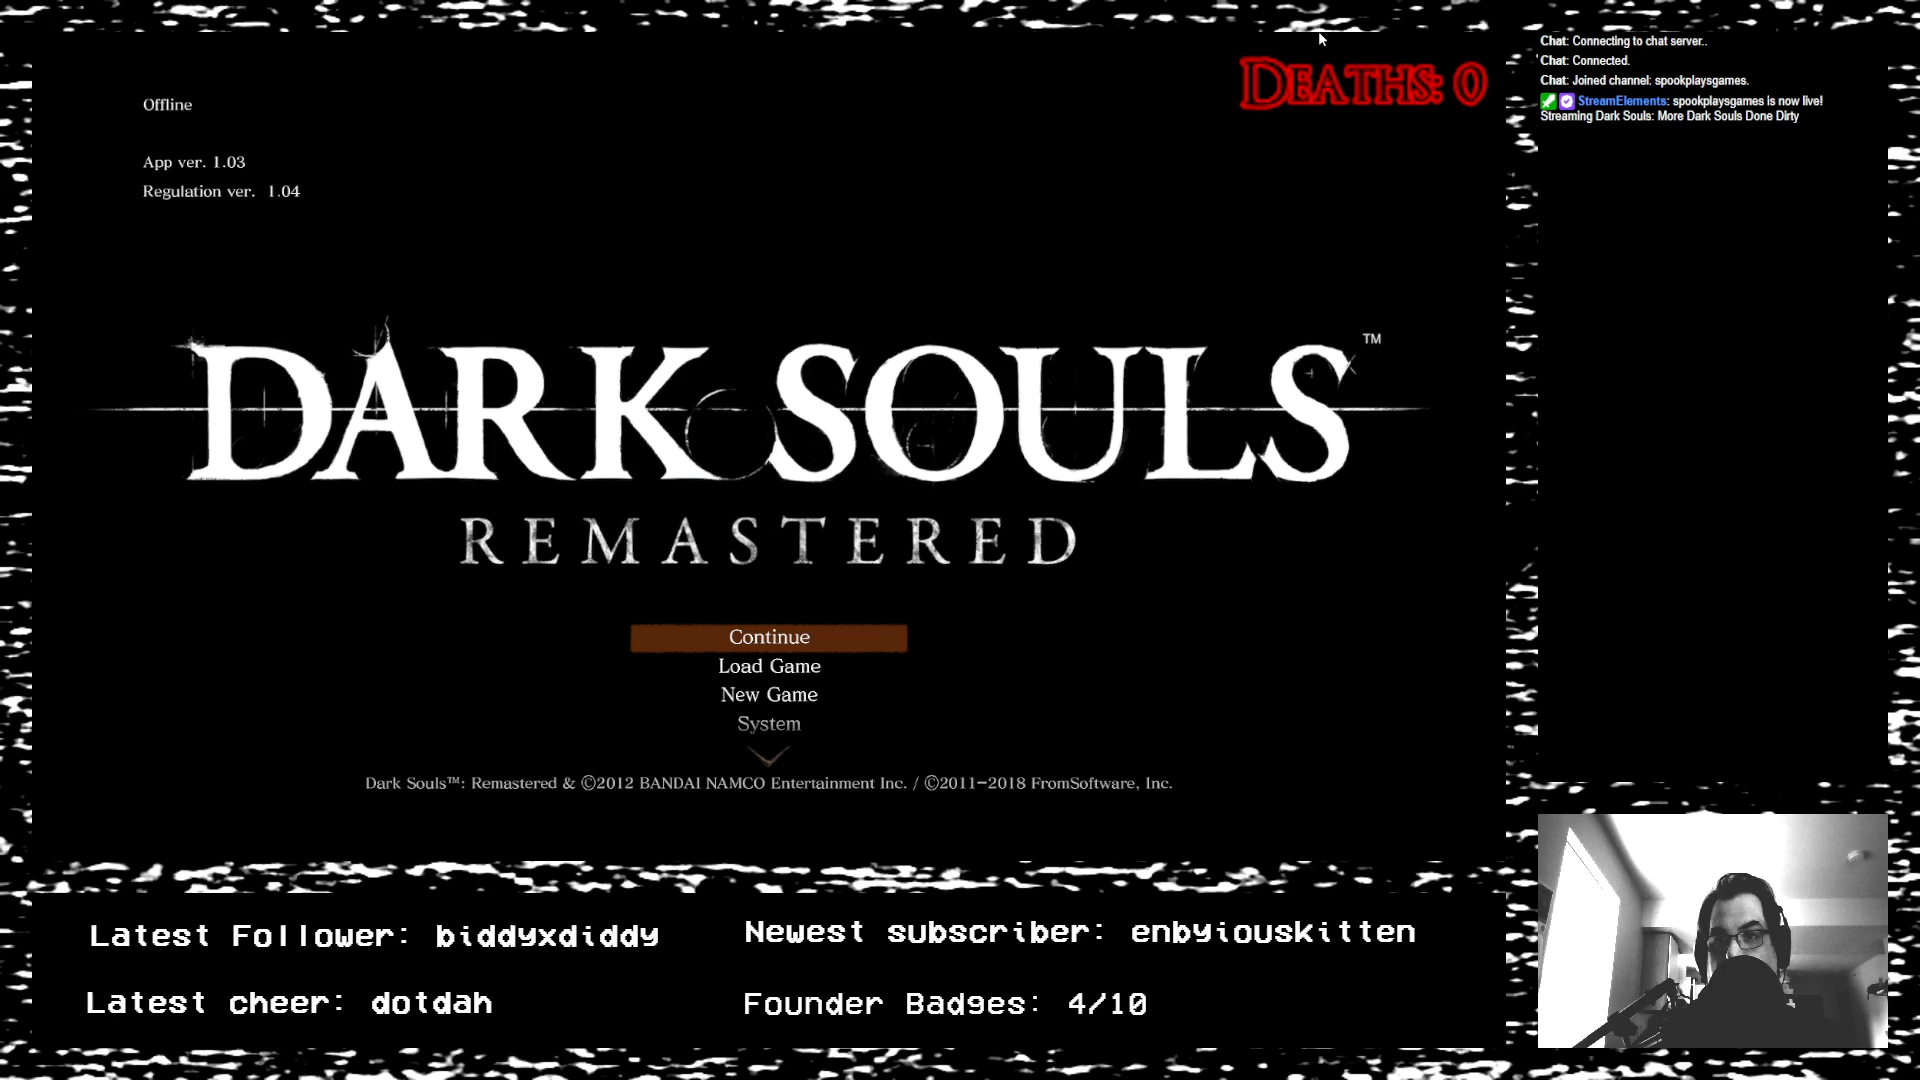 Offline
App ver. 1.03
Regulation ver. 1.04
DEATHS: 0
DARK SOULS™
REMASTERED
Continue
Load Game
New Game
System
Dark Souls™: Remastered & ©2012 BANDAI NAMCO Entertainment Inc. / ©2011-2018 FromSoftware, Inc.
Chat: Connecting to chat server..
Chat: Connected.
Chat: Joined channel: spookplaysgames.
StreamElements: spookplaysgames is now live!
Streaming Dark Souls: More Dark Souls Done Dirty
Latest Follower: biddyxdiddy
Newest subscriber: enbyiouskitten
Latest cheer: dotdah
Founder Badges: 4/10